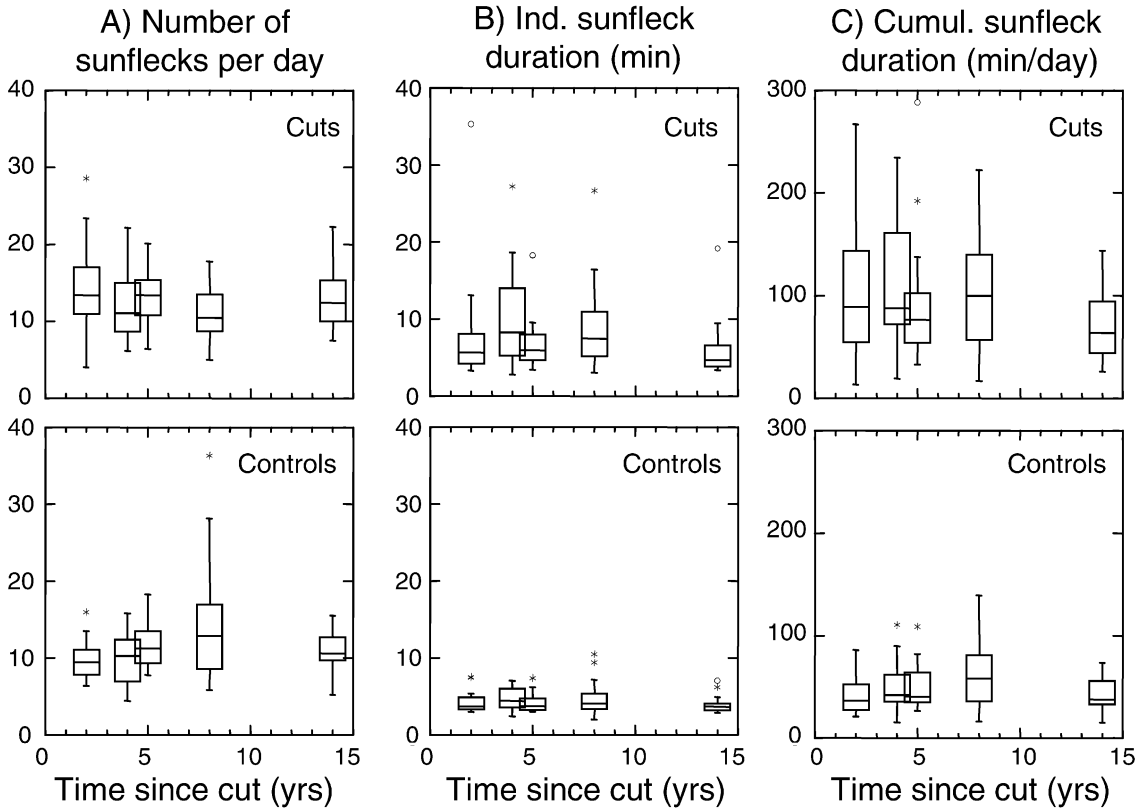 A) Number of
sunflecks per day
B) Ind. sunfleck
duration (min)
C) Cumul. sunfleck
duration (min/day)
40
30
20
10
0
Cuts
40
30
20
10
0
Cuts
300
200
100
0
Cuts
40
30
20
10
0
Controls
40
30
20
10
0
Controls
300
200
100
0
Controls
0 5 10 15
0 5 10 15
0 5 10 15
Time since cut (yrs)
Time since cut (yrs)
Time since cut (yrs)